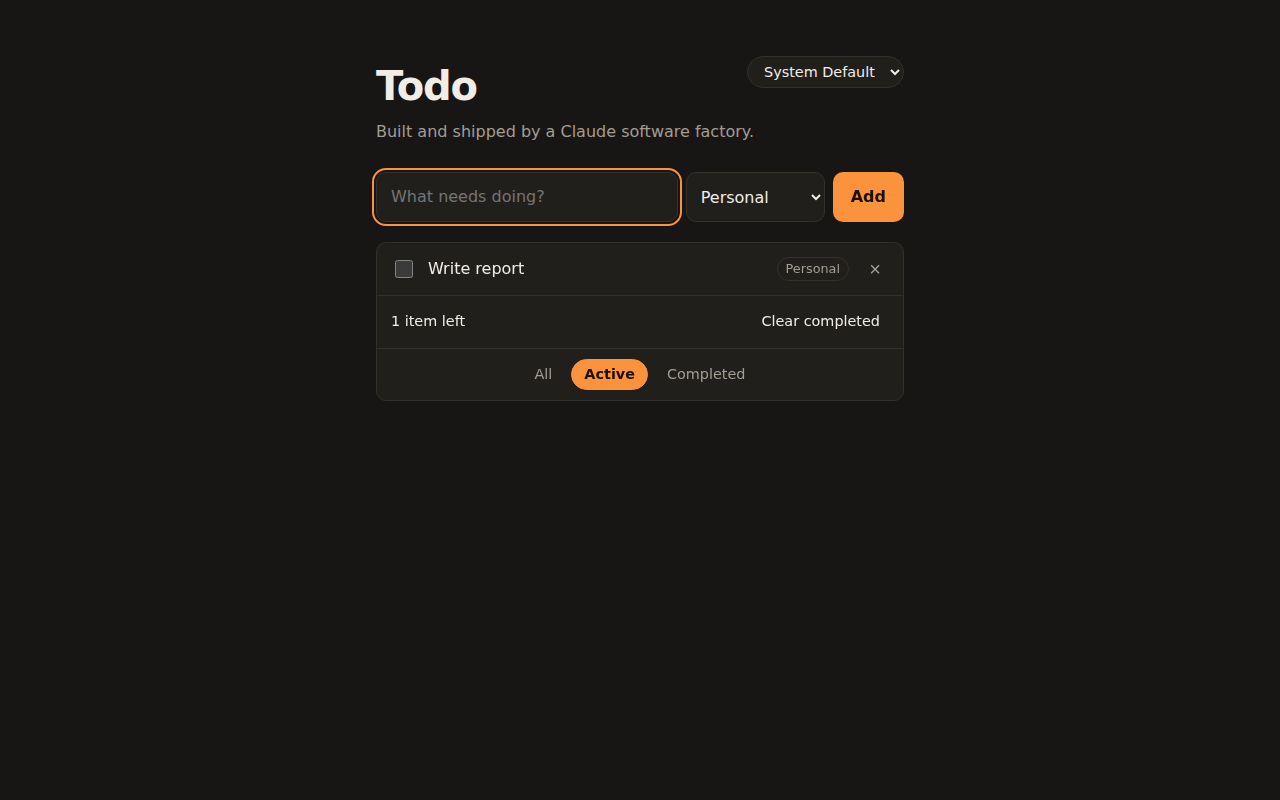 Todo
System Default
Built and shipped by a Claude software factory.
What needs doing?
Personal
Add
Write report
Personal
×
1 item left
Clear completed
All
Active
Completed